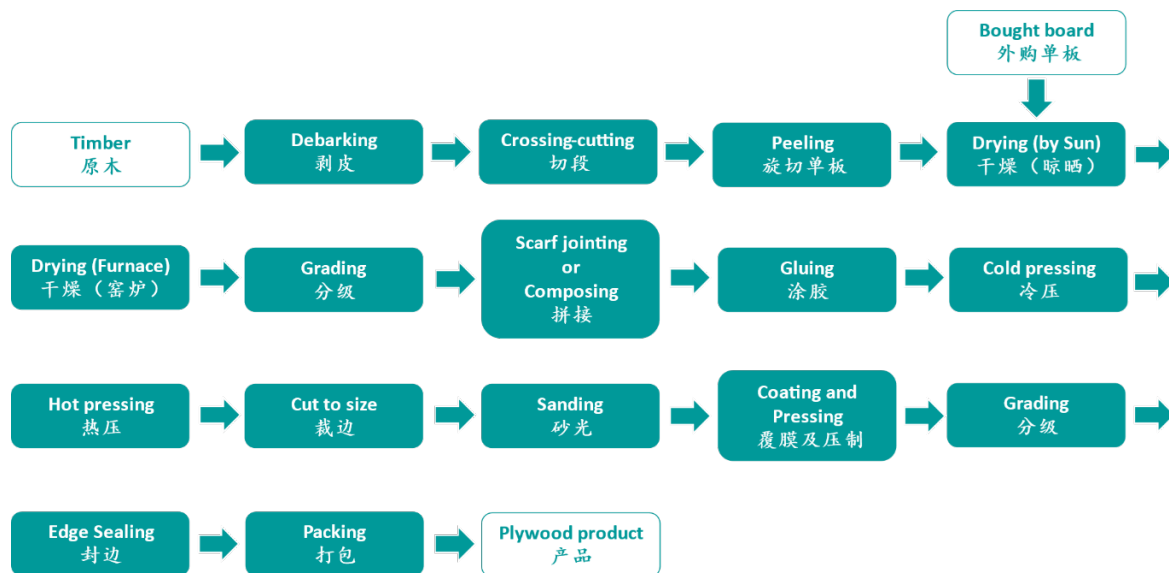 Bought board
外购单板
Timber
原木
Debarking
剥皮
Crossing-cutting
切段
Peeling
旋切单板
Drying (by Sun)
干燥（晾晒）
Drying (Furnace)
干燥（窑炉）
Grading
分级
Scarf jointing
or
Composing
拼接
Gluing
涂胶
Cold pressing
冷压
Hot pressing
热压
Cut to size
裁边
Sanding
砂光
Coating and
Pressing
覆膜及压制
Grading
分级
Edge Sealing
封边
Packing
打包
Plywood product
产品